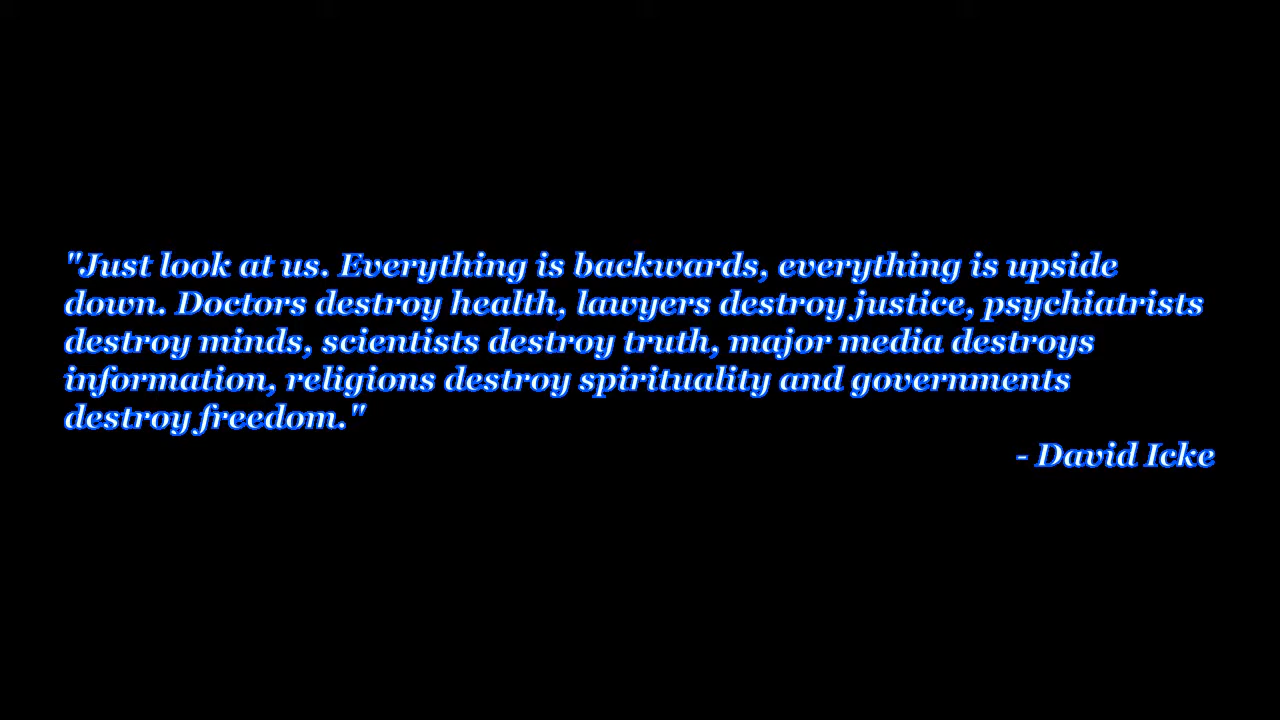 "Just look at us. Everything is backwards, everything is upside
down. Doctors destroy health, lawyers destroy justice, psychiatrists
destroy minds, scientists destroy truth, major media destroys
information, religions destroy spirituality and governments
destroy freedom."
- David Icke